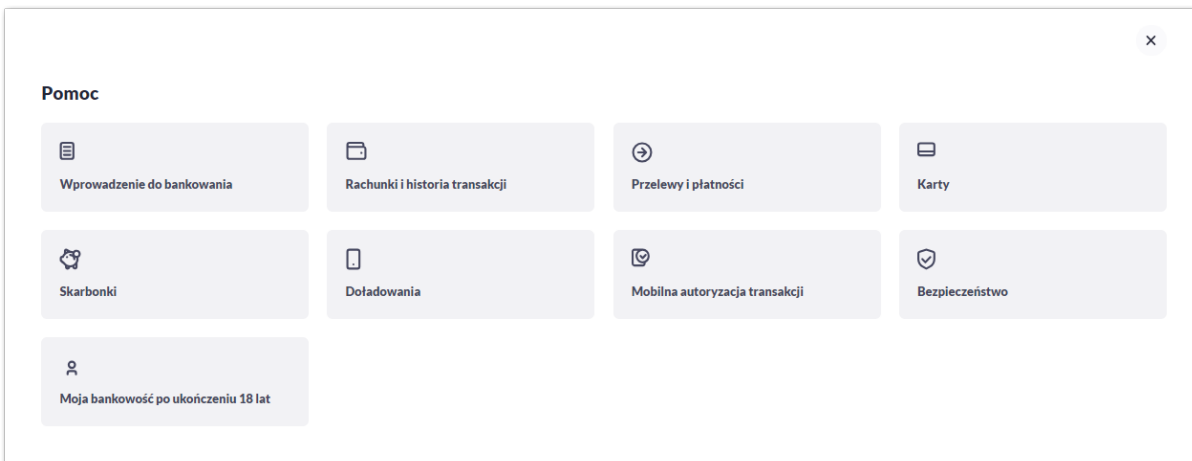 Pomoc
Wprowadzenie do bankowania
Rachunki i historia transakcji
Przelewy i płatności
Karty
Skarbonki
Doładowania
Mobilna autoryzacja transakcji
Bezpieczeństwo
Moja bankowość po ukończeniu 18 lat